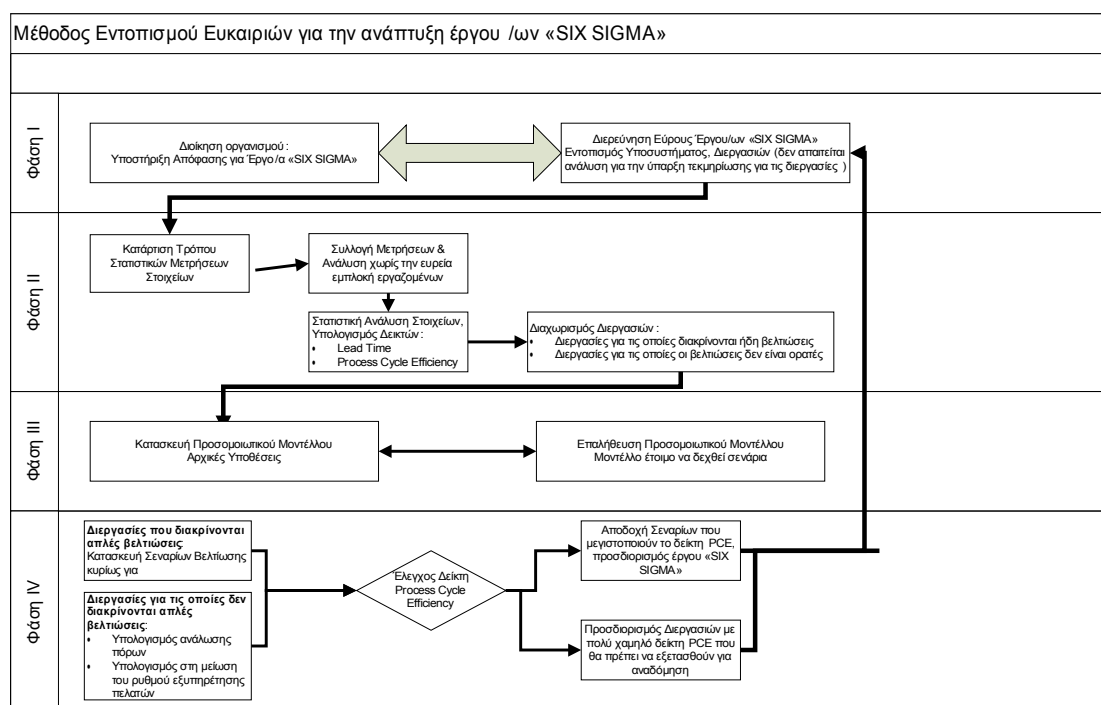 Μέθοδος Εντοπισμού Ευκαιριών για την ανάπτυξη έργου /ων «SIX SIGMA»
Φάση I
Διοίκηση οργανισμού :
Υποστήριξη Απόφασης για Έργο/α «SIX SIGMA»
Διερεύνηση Εύρους Έργου/ων «SIX SIGMA»
Εντοπισμός Υποσυστήματος, Διεργασιών (δεν απαιτείται
ανάλυση για την ύπαρξη τεκμηρίωσης για τις διεργασίες )
Φάση II
Κατάρτιση Τρόπου
Στατιστικών Μετρήσεων
Στοιχείων
Συλλογή Μετρήσεων &
Ανάλυση χωρίς την ευρεία
εμπλοκή εργαζομένων
Στατιστική Ανάλυση Στοιχείων,
Υπολογισμός Δεικτών :
• Lead Time
• Process Cycle Efficiency
Διαχωρισμός Διεργασιών :
• Διεργασίες για τις οποίες διακρίνονται ήδη βελτιώσεις
• Διεργασίες για τις οποίες οι βελτιώσεις δεν είναι ορατές
Φάση III
Κατασκευή Προσομοιωτικού Μοντέλλου
Αρχικές Υποθέσεις
Επαλήθευση Προσομοιωτικού Μοντέλλου
Μοντέλλο έτοιμο να δεχθεί σενάρια
Φάση IV
Διεργασίες που διακρίνονται
απλές βελτιώσεις:
Κατασκευή Σεναρίων Βελτίωσης
κυρίως για
Διεργασίες για τις οποίες δεν
διακρίνονται απλές
βελτιώσεις:
• Υπολογισμός ανάλωσης
πόρων
• Υπολογισμός στη μείωση
του ρυθμού εξυπηρέτησης
πελατών
Έλεγχος Δείκτη
Process Cycle
Efficiency
Αποδοχή Σεναρίων που
μεγιστοποιούν το δείκτη PCE,
προσδιορισμός έργου «SIX
SIGMA»
Προσδιορισμός Διεργασιών με
πολύ χαμηλό δείκτη PCE που
θα πρέπει να εξετασθούν για
αναδόμηση